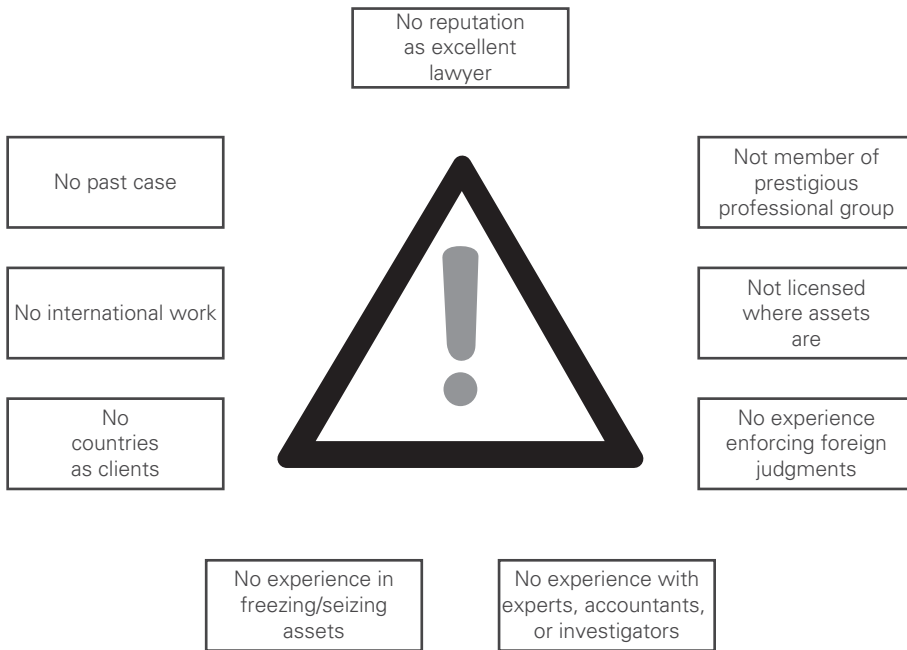 No reputation
as excellent
lawyer
No past case
Not member of
prestigious
professional group
No international work
Not licensed
where assets
are
No
countries
as clients
No experience
enforcing foreign
judgments
No experience in
freezing/seizing
assets
No experience with
experts, accountants,
or investigators